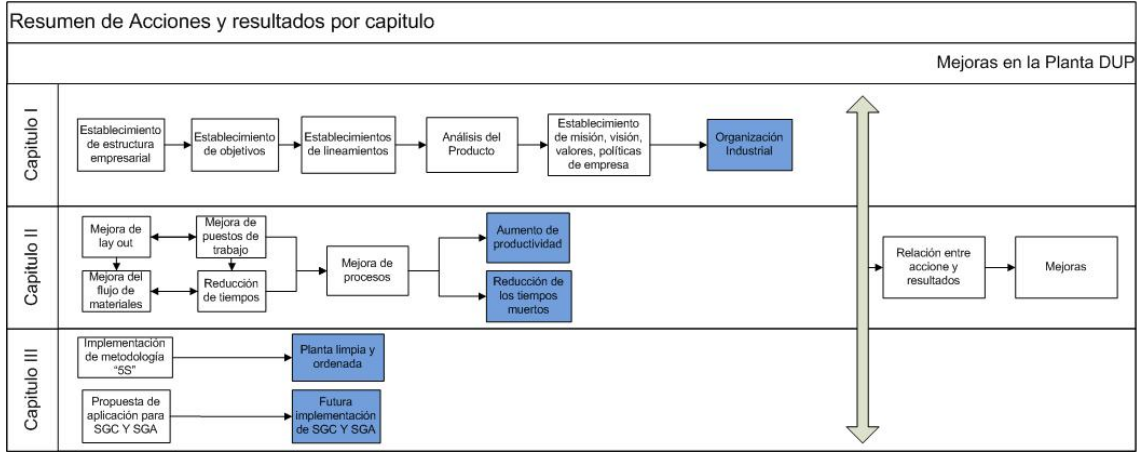 Resumen de Acciones y resultados por capitulo
Mejoras en la Planta DUP
Capitulo I
Establecimiento
de estructura
empresarial
Establecimiento
de objetivos
Establecimientos
de lineamientos
Análisis del
Producto
Establecimiento
de misión, visión,
valores, políticas
de empresa
Organización
Industrial
Capitulo II
Mejora de
lay out
Mejora de
puestos de
trabajo
Mejora del
flujo de
materiales
Reducción
de tiempos
Mejora de
procesos
Aumento de
productividad
Reducción de
los tiempos
muertos
Relación entre
accione y
resultados
Mejoras
Capitulo III
Implementación
de metodología
"5S"
Planta limpia y
ordenada
Propuesta de
aplicación para
SGC Y SGA
Futura
implementación
de SGC Y SGA